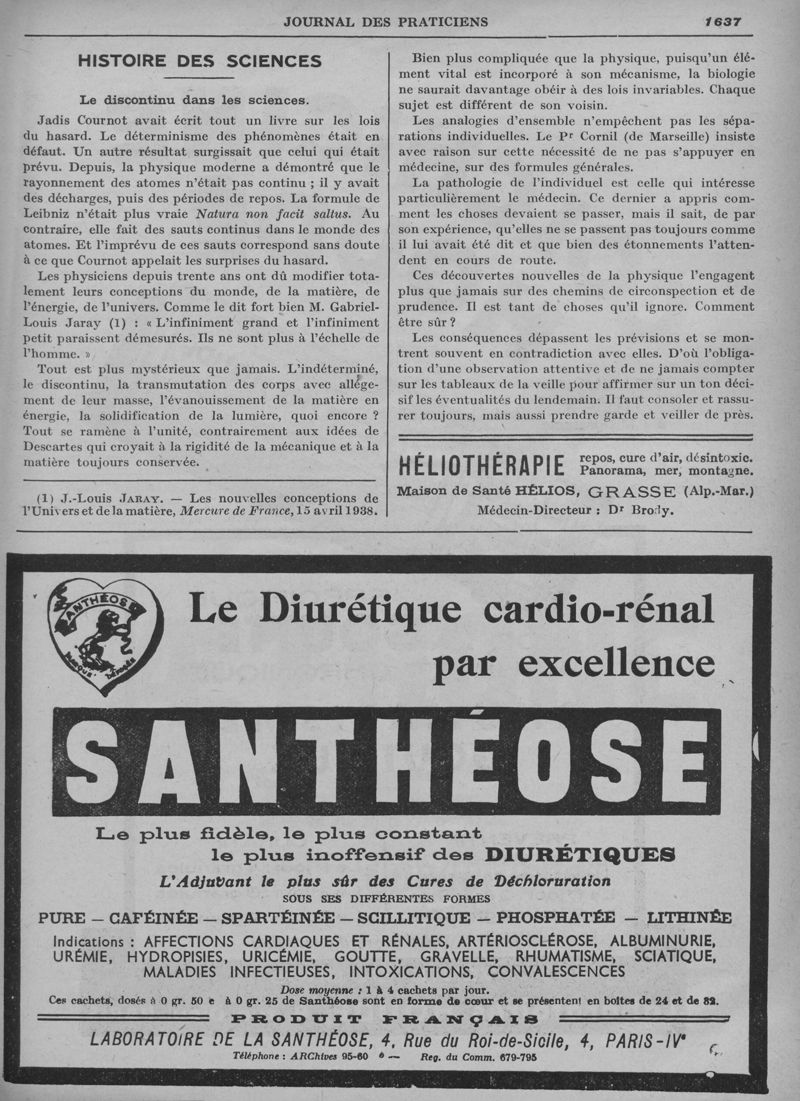 JOURNAL DES PRATICIENS 1637
HISTOIRE DES SCIENCES
Le discontinu dans les sciences.
Jadis Cournot avait écrit tout un livre sur les lois
du hasard. Le déterminisme des phénomènes était en
défaut. Un autre résultat surgissait que celui qui était
prévu. Depuis, la physique moderne a démontré que le
rayonnement des atomes n'était pas continu ; il y avait
des décharges, puis des périodes de repos. La formule de
Leibniz n'était plus vraie Natura non facit saltus. Au
contraire, elle fait des sauts continus dans le monde des
atomes. Et l'imprévu de ces sauts correspond sans doute
à ce que Cournot appelait les surprises du hasard.
Les physiciens depuis trente ans ont dû modifier tota-
lement leurs conceptions du monde, de la matière, de
l'énergie, de l'univers. Comme le dit fort bien M. Gabriel-
Louis Jaray (1) : « L'infiniment grand et l'infiniment
petit paraissent démesurés. Ils ne sont plus à l'échelle de
l'homme. »
Tout est plus mystérieux que jamais. L'indéterminé,
le discontinu, la transmutation des corps avec allége-
ment de leur masse, l'évanouissement de la matière en
énergie, la solidification de la lumière, quoi encore ?
Tout se ramène à l'unité, contrairement aux idées de
Descartes qui croyait à la rigidité de la mécanique et à la
matière toujours conservée.
(1) J.-Louis JARAY. — Les nouvelles conceptions de
l'Univers et de la matière, Mercure de France, 15 avril 1938.
Bien plus compliquée que la physique, puisqu'un élé-
ment vital est incorporé à son mécanisme, la biologie
ne saurait davantage obéir à des lois invariables. Chaque
sujet est différent de son voisin.
Les analogies d'ensemble n'empêchent pas les sépa-
rations individuelles. Le Pr Cornil (de Marseille) insiste
avec raison sur cette nécessité de ne pas s'appuyer en
médecine, sur des formules générales.
La pathologie de l'individuel est celle qui intéresse
particulièrement le médecin. Ce dernier a appris com-
ment les choses devaient se passer, mais il sait, de par
son expérience, qu'elles ne se passent pas toujours comme
il lui avait été dit et que bien des étonnements l'atten-
dent en cours de route.
Ces découvertes nouvelles de la physique l'engagent
plus que jamais sur des chemins de circonspection et de
prudence. Il est tant de choses qu'il ignore. Comment
être sûr ?
Les conséquences dépassent les prévisions et se mon-
trent souvent en contradiction avec elles. D'où l'obliga-
tion d'une observation attentive et de ne jamais compter
sur les tableaux de la veille pour affirmer sur un ton déci-
sif les éventualités du lendemain. Il faut consoler et rassu-
rer toujours, mais aussi prendre garde et veiller de près.
HÉLIOTHÉRAPIE repos, cure d'air, désintoxic.
Panorama, mer, montagne.
Maison de Santé HÉLIOS, GRASSE (Alp.-Mar.)
Médecin-Directeur : Dr Brody.
SANTHÉOSE
Le Diurétique cardio-rénal
par excellence
SANTHÉOSE
Le plus fidèle, le plus constant
le plus inoffensif des DIURÉTIQUES
L'Adjuvant le plus sûr des Cures de Déchloruration
SOUS SES DIFFÉRENTES FORMES
PURE — CAFÉINÉE — SPARTÉINÉE — SCILLITIQUE — PHOSPHATÉE — LITHINÉE
Indications : AFFECTIONS CARDIAQUES ET RÉNALES, ARTÉRIOSCLÉROSE, ALBUMINURIE,
URÉMIE, HYDROPISIES, URICÉMIE, GOUTTE, GRAVELLE, RHUMATISME, SCIATIQUE,
MALADIES INFECTIEUSES, INTOXICATIONS, CONVALESCENCES
Dose moyenne : 1 à 4 cachets par jour.
Ces cachets, dosés à 0 gr. 50 e à 0 gr. 25 de Santhéose sont en forme de cœur et se présentent en boîtes de 24 et de 32.
PRODUIT FRANÇAIS
LABORATOIRE DE LA SANTHÉOSE, 4, Rue du Roi-de-Sicile, 4, PARIS-IVe
Téléphone : ARChives 95-60 — Reg. du Comm. 679-795